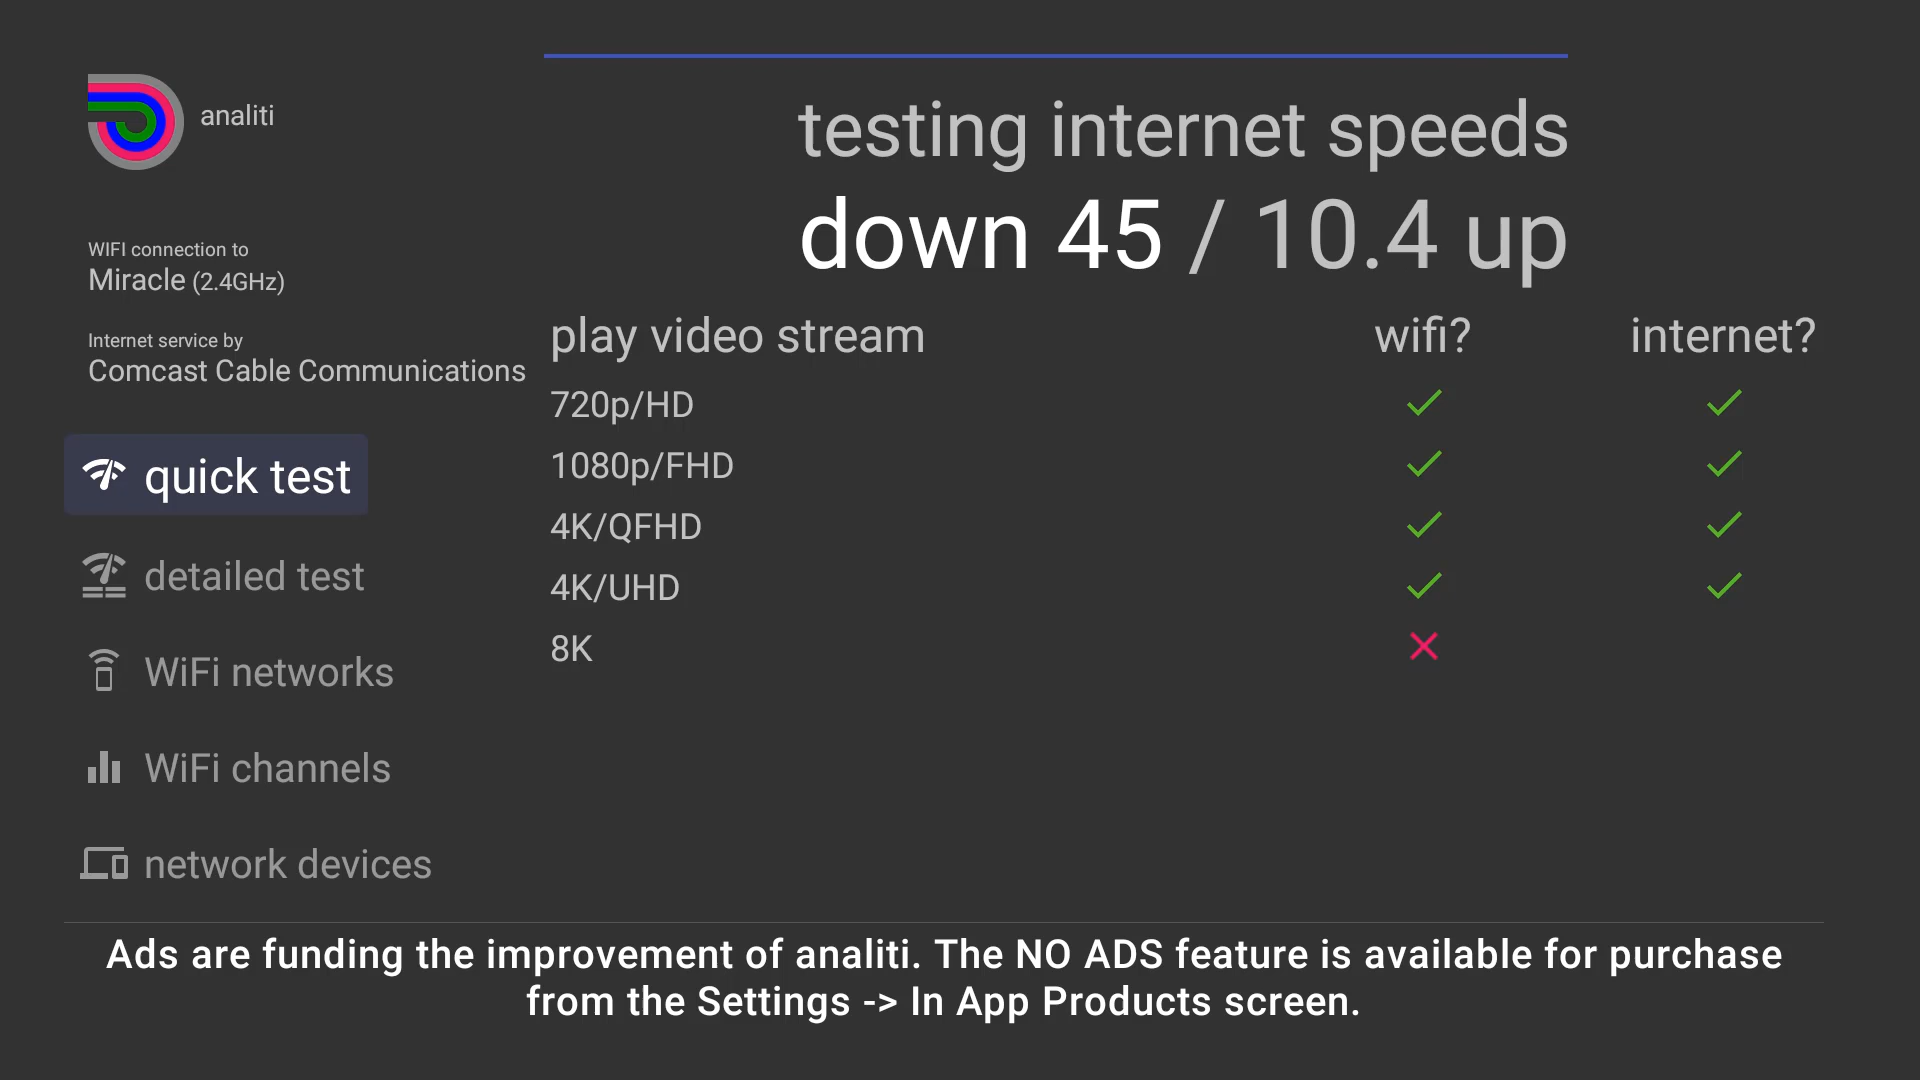 analiti
WIFI connection to
Miracle (2.4GHz)
Internet service by
Comcast Cable Communications
quick test
detailed test
WiFi networks
WiFi channels
network devices
testing internet speeds
down 45 / 10.4 up
play video stream wifi? internet?
720p/HD
1080p/FHD
4K/QFHD
4K/UHD
8K
Ads are funding the improvement of analiti. The NO ADS feature is available for purchase
from the Settings -> In App Products screen.